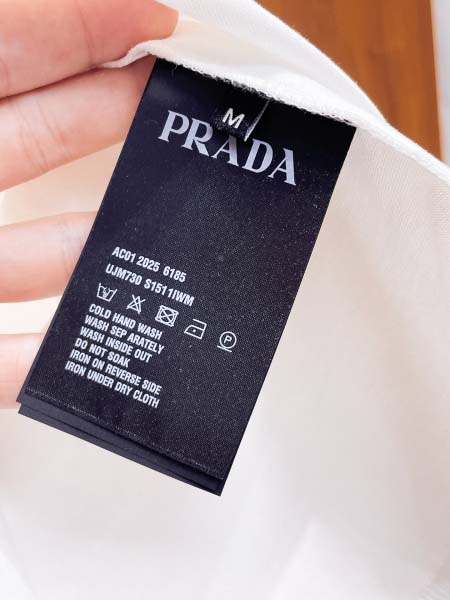 M
PRADA
AC01 2025 6185
UJM730 S1511IWM
P
COLD HAND WASH
WASH SEP ARATELY
WASH INSIDE OUT
DO NOT SOAK
IRON ON REVERSE SIDE
IRON UNDER DRY CLOTH